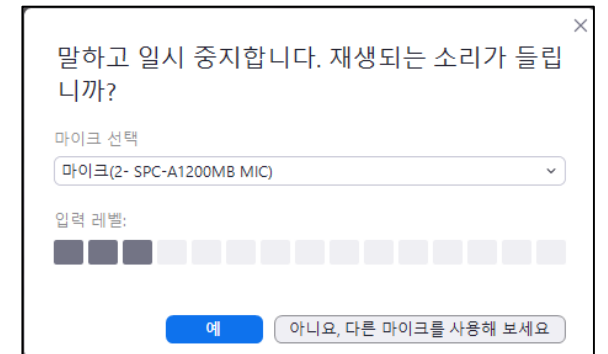 말하고 일시 중지합니다. 재생되는 소리가 들립
니까?
마이크 선택
마이크(2- SPC-A1200MB MIC)
입력 레벨:
예
아니요, 다른 마이크를 사용해 보세요